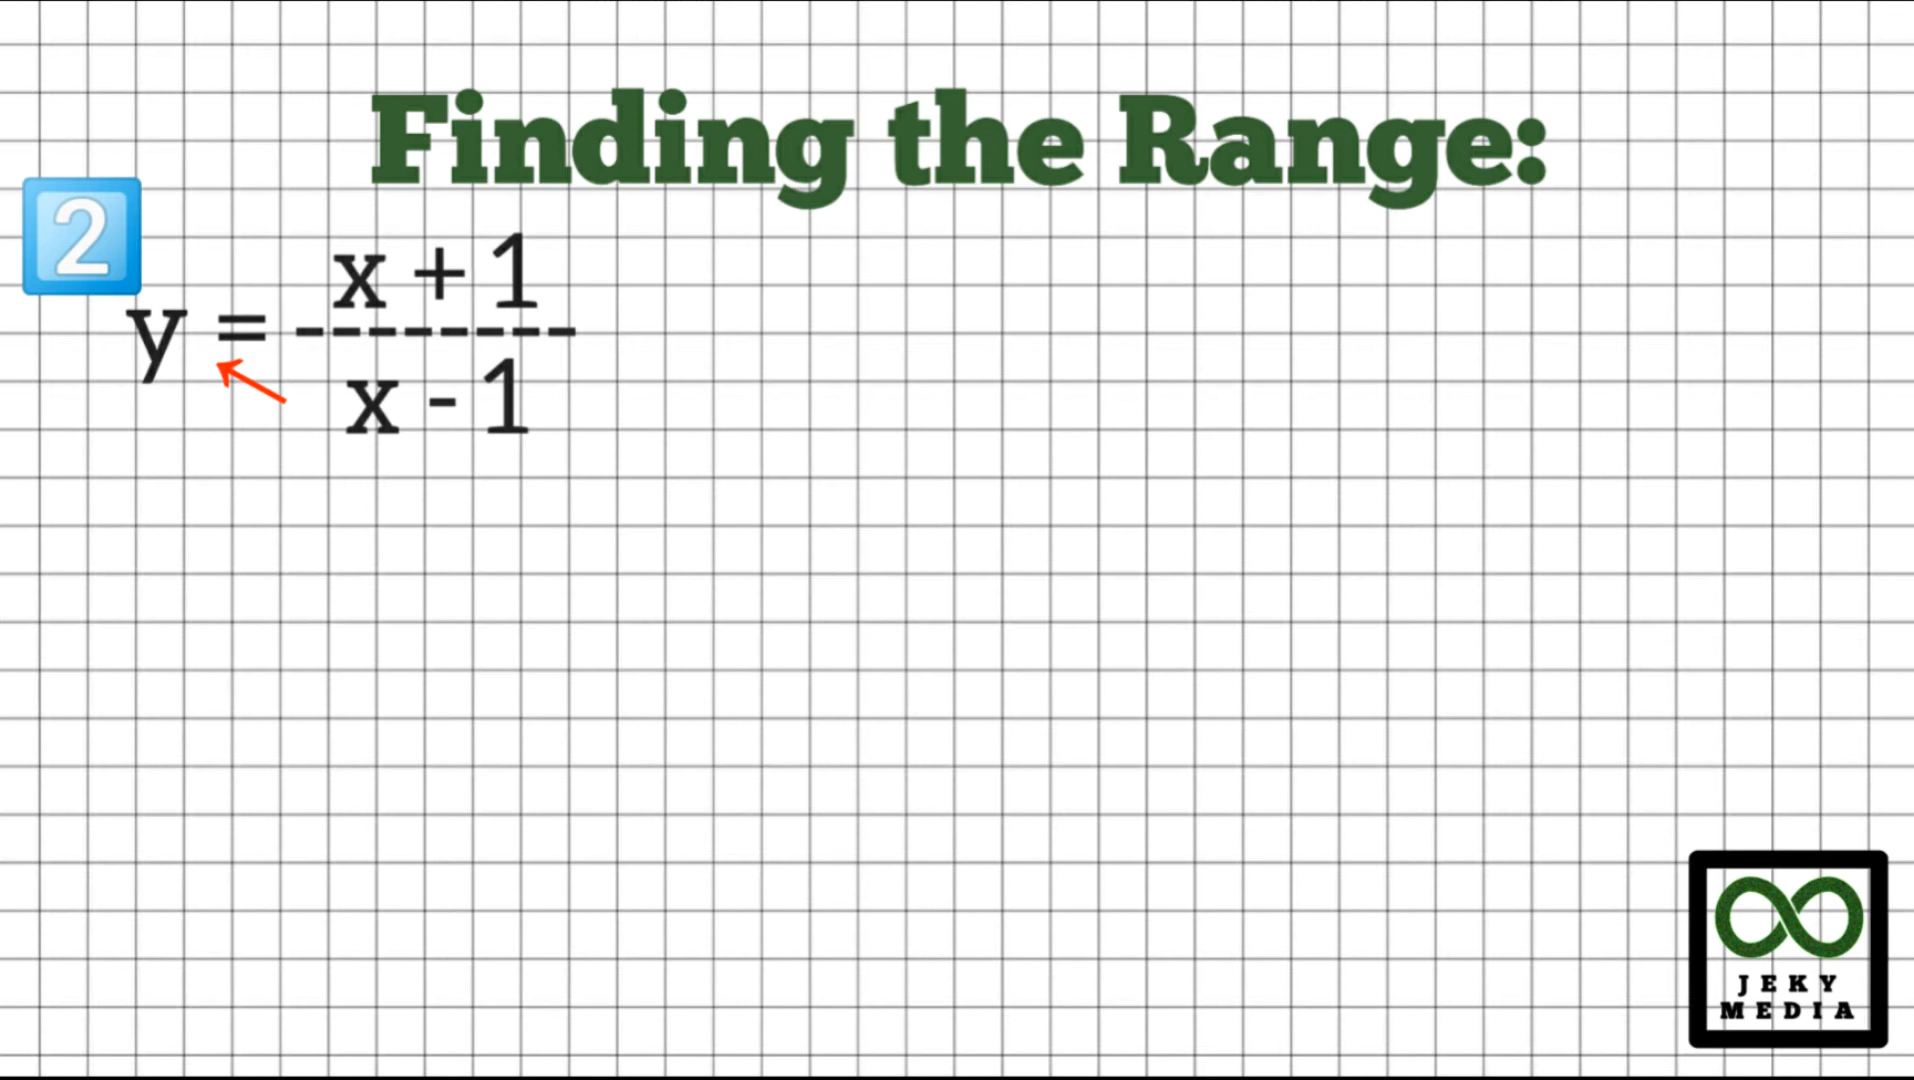 Finding the Range:
2
x + 1
y = --------
x - 1
JEKY
MEDIA